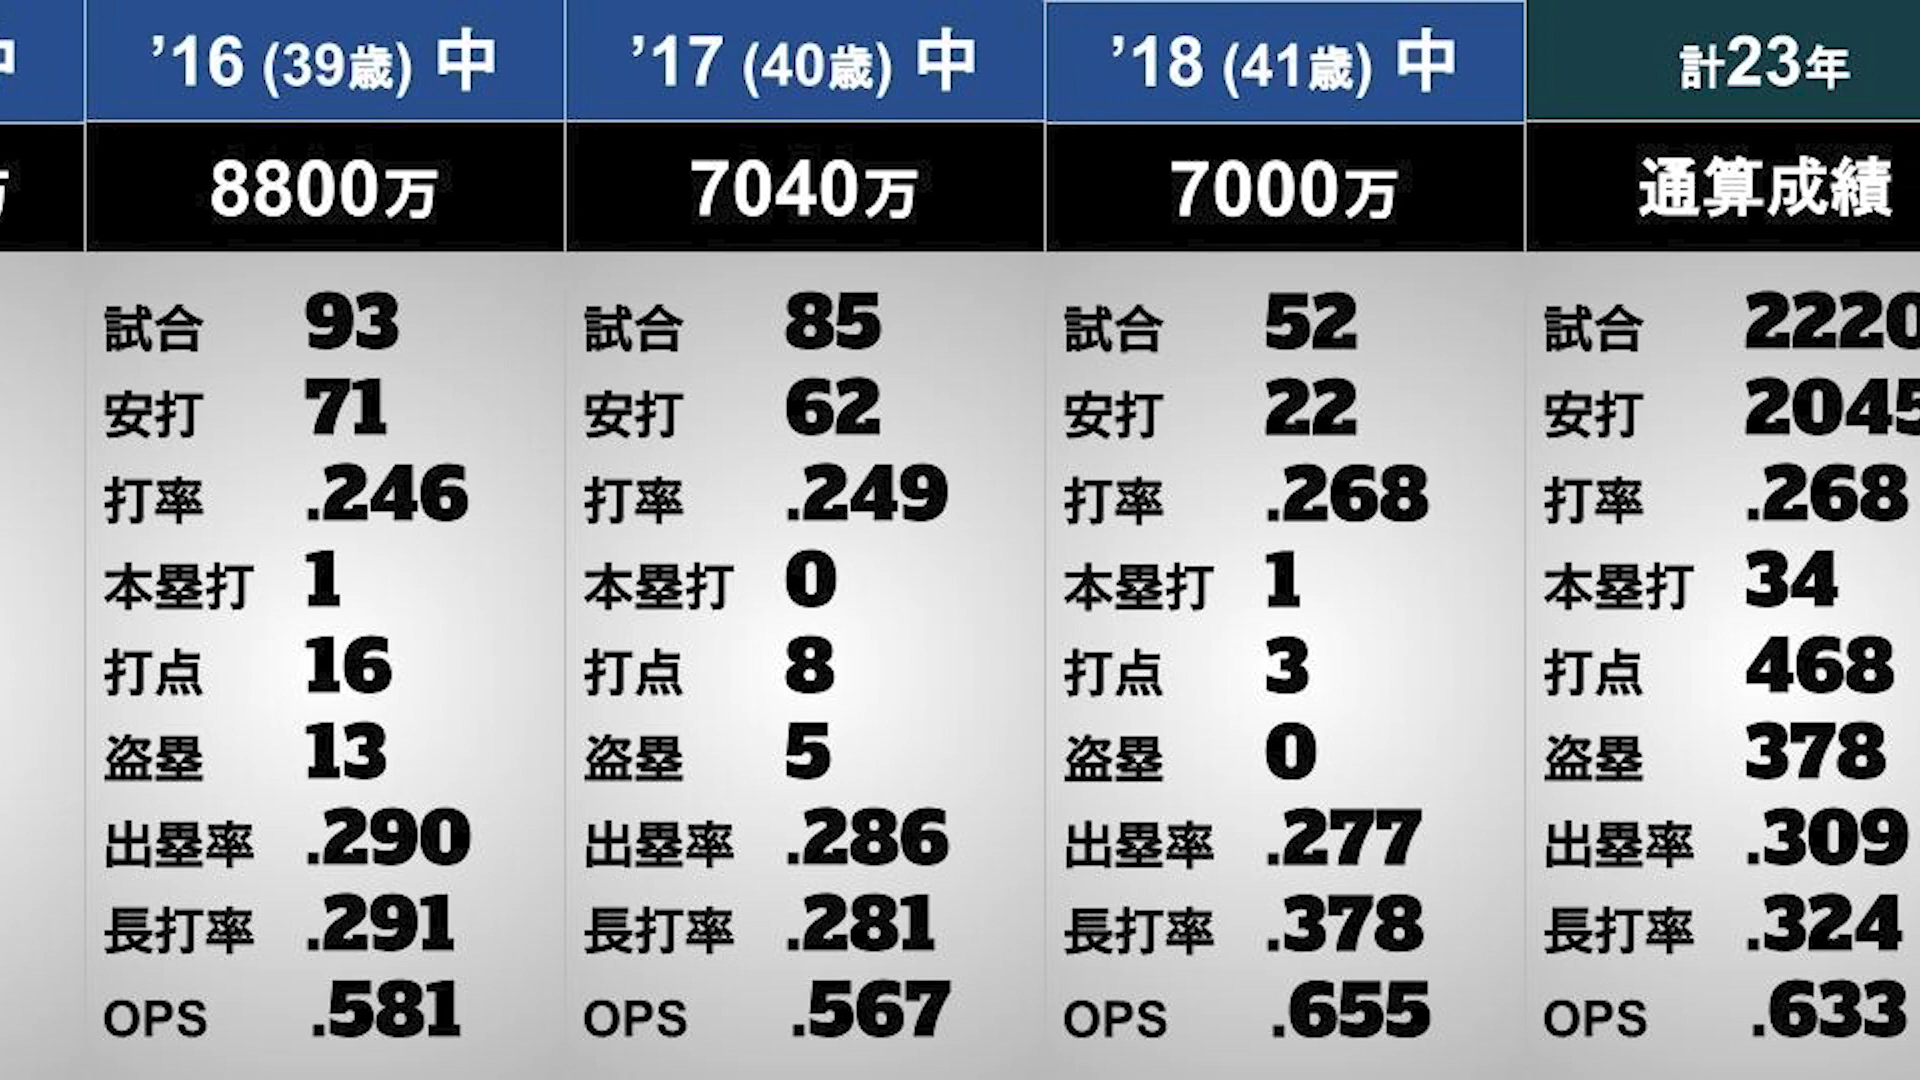 ’16 (39歳) 中
8800万
試合 93
安打 71
打率 .246
本塁打 1
打点 16
盗塁 13
出塁率 .290
長打率 .291
OPS .581
’17 (40歳) 中
7040万
試合 85
安打 62
打率 .249
本塁打 0
打点 8
盗塁 5
出塁率 .286
長打率 .281
OPS .567
’18 (41歳) 中
7000万
試合 52
安打 22
打率 .268
本塁打 1
打点 3
盗塁 0
出塁率 .277
長打率 .378
OPS .655
計23年
通算成績
試合 2220
安打 2045
打率 .268
本塁打 34
打点 468
盗塁 378
出塁率 .309
長打率 .324
OPS .633